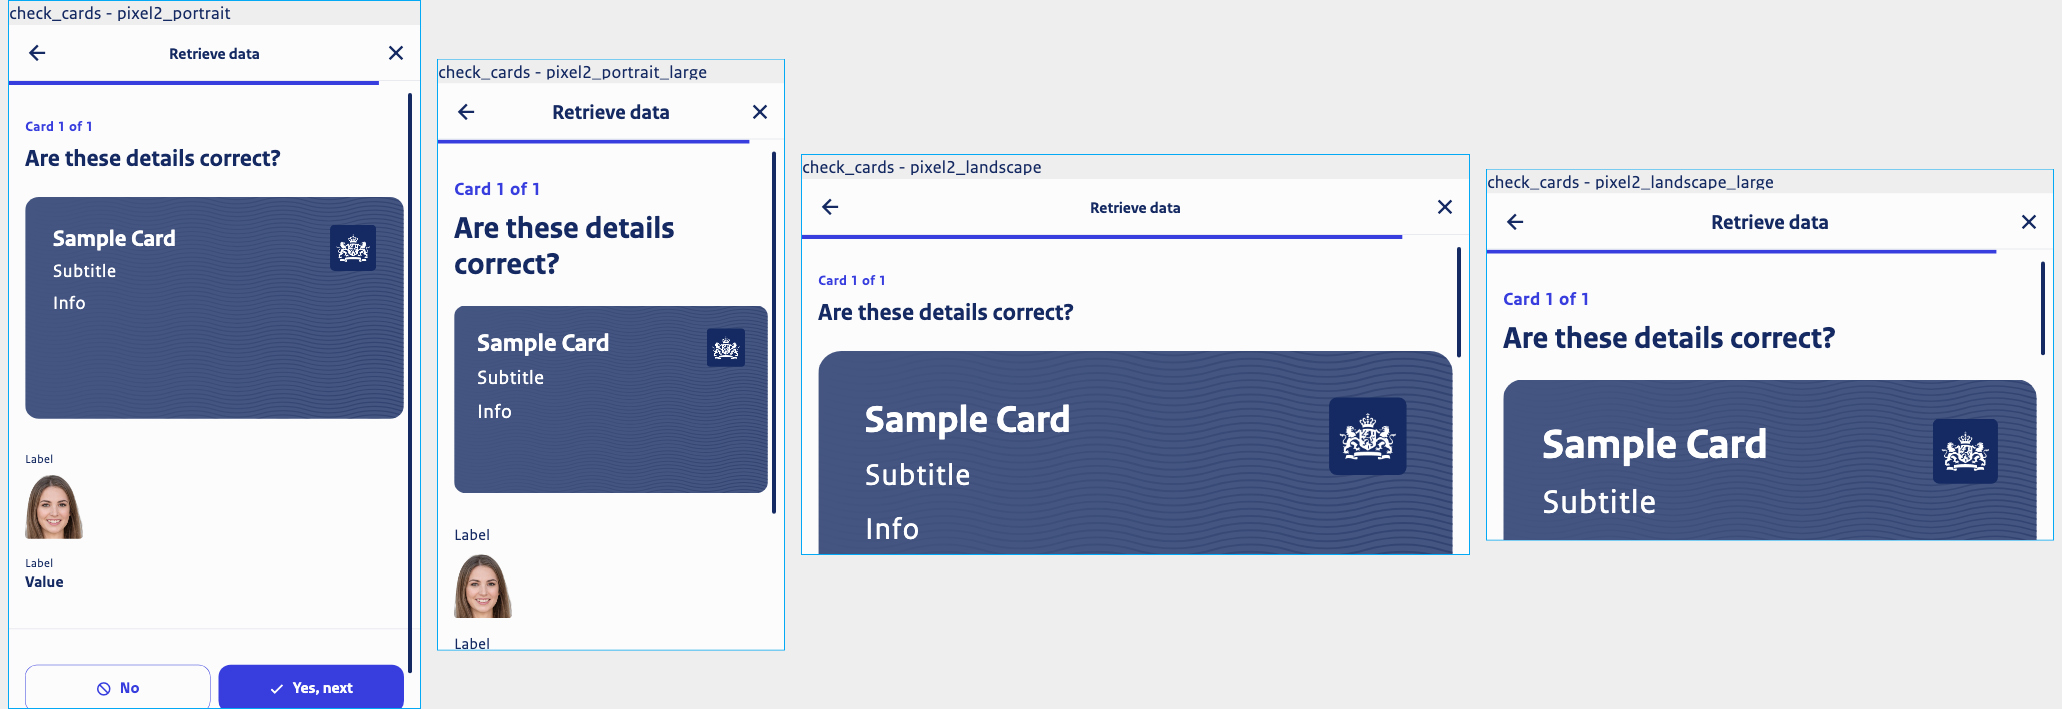 check_cards - pixel2_portrait
Retrieve data
Card 1 of 1
Are these details correct?
Sample Card
Subtitle
Info
Label
Label
Value
No
Yes, next
check_cards - pixel2_portrait_large
Retrieve data
Card 1 of 1
Are these details
correct?
Sample Card
Subtitle
Info
Label
Label
check_cards - pixel2_landscape
Retrieve data
Card 1 of 1
Are these details correct?
Sample Card
Subtitle
Info
check_cards - pixel2_landscape_large
Retrieve data
Card 1 of 1
Are these details correct?
Sample Card
Subtitle